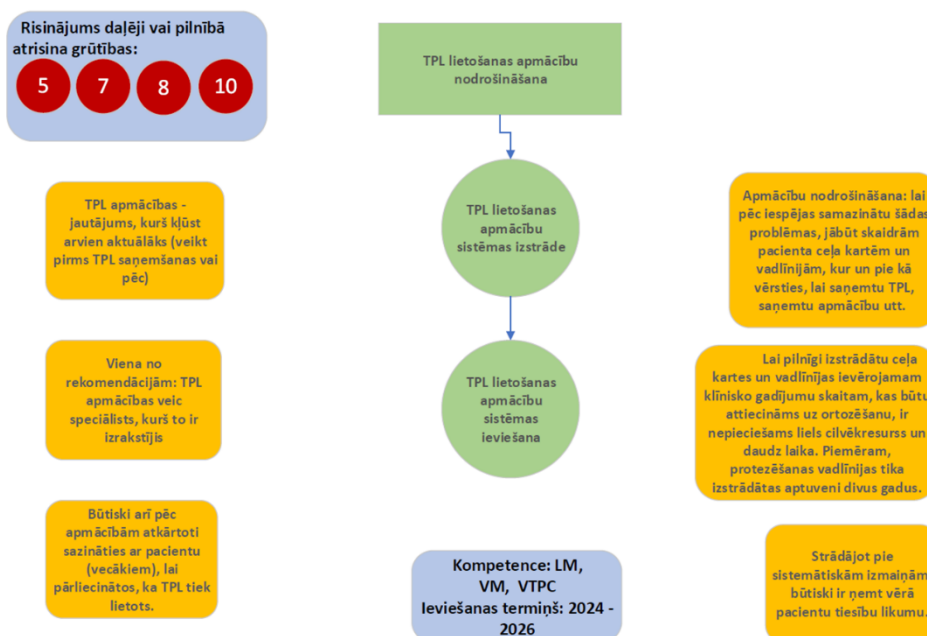 Risinājums daļēji vai pilnībā
atrisina grūtības:
5 7 8 10
TPL lietošanas apmācību
nodrošināšana
TPL lietošanas
apmācību
sistēmas izstrāde
TPL lietošanas
apmācību
sistēmas
ieviešana
TPL apmācības -
jautājums, kurš kļūst
arvien aktuālāks (veikt
pirms TPL saņemšanas vai
pēc)
Viena no
rekomendācijām: TPL
apmācības veic
speciālists, kurš to ir
izrakstījis
Būtiski arī pēc
apmācībām atkārtoti
sazināties ar pacientu
(vecākiem), lai
pārliecinātos, ka TPL tiek
lietots.
Apmācību nodrošināšana: lai
pēc iespējas samazinātu šādas
problēmas, jābūt skaidrām
pacienta ceļa kartēm un
vadlīnijām, kur un pie kā
vērsties, lai saņemtu TPL,
saņemtu apmācību utt.
Lai pilnīgi izstrādātu ceļa
kartes un vadlīnijas ievērojamam
klīnisko gadījumu skaitam, kas būtu
attiecināms uz ortozēšanu, ir
nepieciešams liels cilvēkresurss un
daudz laika. Piemēram,
protezēšanas vadlīnijas tika
izstrādātas aptuveni divus gadus.
Strādājot pie
sistemātiskām izmaiņām
būtiski ir ņemt vērā
pacientu tiesību likumu.
Kompetence: LM,
VM, VTPC
Ieviešanas termiņš: 2024 -
2026